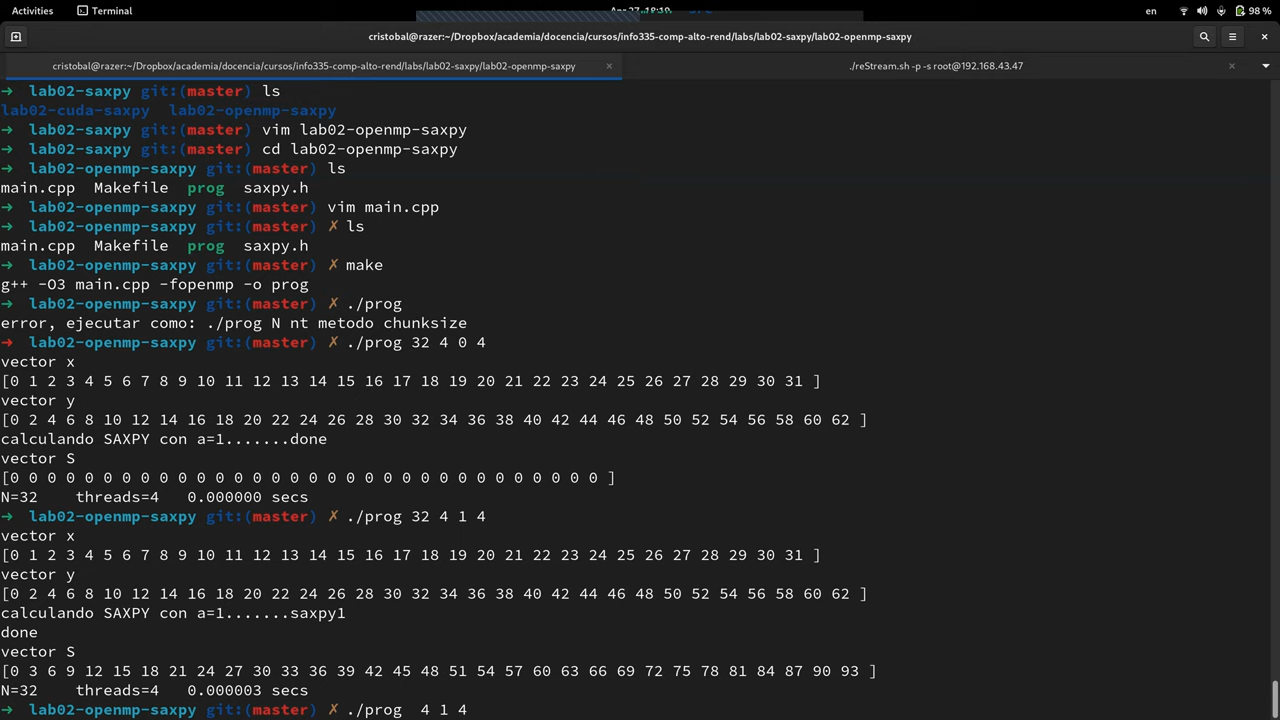 Activities
Terminal
Apr 27 18:19
en
98 %
cristobal@razer:~/Dropbox/academia/docencia/cursos/info335-comp-alto-rend/labs/lab02-saxpy/lab02-openmp-saxpy
cristobal@razer:~/Dropbox/academia/docencia/cursos/info335-comp-alto-rend/labs/lab02-saxpy/lab02-openmp-saxpy ×
./reStream.sh -p -s root@192.168.43.47 ×
→ lab02-saxpy git:(master) ls
lab02-cuda-saxpy lab02-openmp-saxpy
→ lab02-saxpy git:(master) vim lab02-openmp-saxpy
→ lab02-saxpy git:(master) cd lab02-openmp-saxpy
→ lab02-openmp-saxpy git:(master) ls
main.cpp Makefile prog saxpy.h
→ lab02-openmp-saxpy git:(master) vim main.cpp
→ lab02-openmp-saxpy git:(master) ✗ ls
main.cpp Makefile prog saxpy.h
→ lab02-openmp-saxpy git:(master) ✗ make
g++ -O3 main.cpp -fopenmp -o prog
→ lab02-openmp-saxpy git:(master) ✗ ./prog
error, ejecutar como: ./prog N nt metodo chunksize
→ lab02-openmp-saxpy git:(master) ✗ ./prog 32 4 0 4
vector x
[0 1 2 3 4 5 6 7 8 9 10 11 12 13 14 15 16 17 18 19 20 21 22 23 24 25 26 27 28 29 30 31 ]
vector y
[0 2 4 6 8 10 12 14 16 18 20 22 24 26 28 30 32 34 36 38 40 42 44 46 48 50 52 54 56 58 60 62 ]
calculando SAXPY con a=1.......done
vector S
[0 0 0 0 0 0 0 0 0 0 0 0 0 0 0 0 0 0 0 0 0 0 0 0 0 0 0 0 0 0 0 0 ]
N=32 threads=4 0.000000 secs
→ lab02-openmp-saxpy git:(master) ✗ ./prog 32 4 1 4
vector x
[0 1 2 3 4 5 6 7 8 9 10 11 12 13 14 15 16 17 18 19 20 21 22 23 24 25 26 27 28 29 30 31 ]
vector y
[0 2 4 6 8 10 12 14 16 18 20 22 24 26 28 30 32 34 36 38 40 42 44 46 48 50 52 54 56 58 60 62 ]
calculando SAXPY con a=1.......saxpy1
done
vector S
[0 3 6 9 12 15 18 21 24 27 30 33 36 39 42 45 48 51 54 57 60 63 66 69 72 75 78 81 84 87 90 93 ]
N=32 threads=4 0.000003 secs
→ lab02-openmp-saxpy git:(master) ✗ ./prog 4 1 4